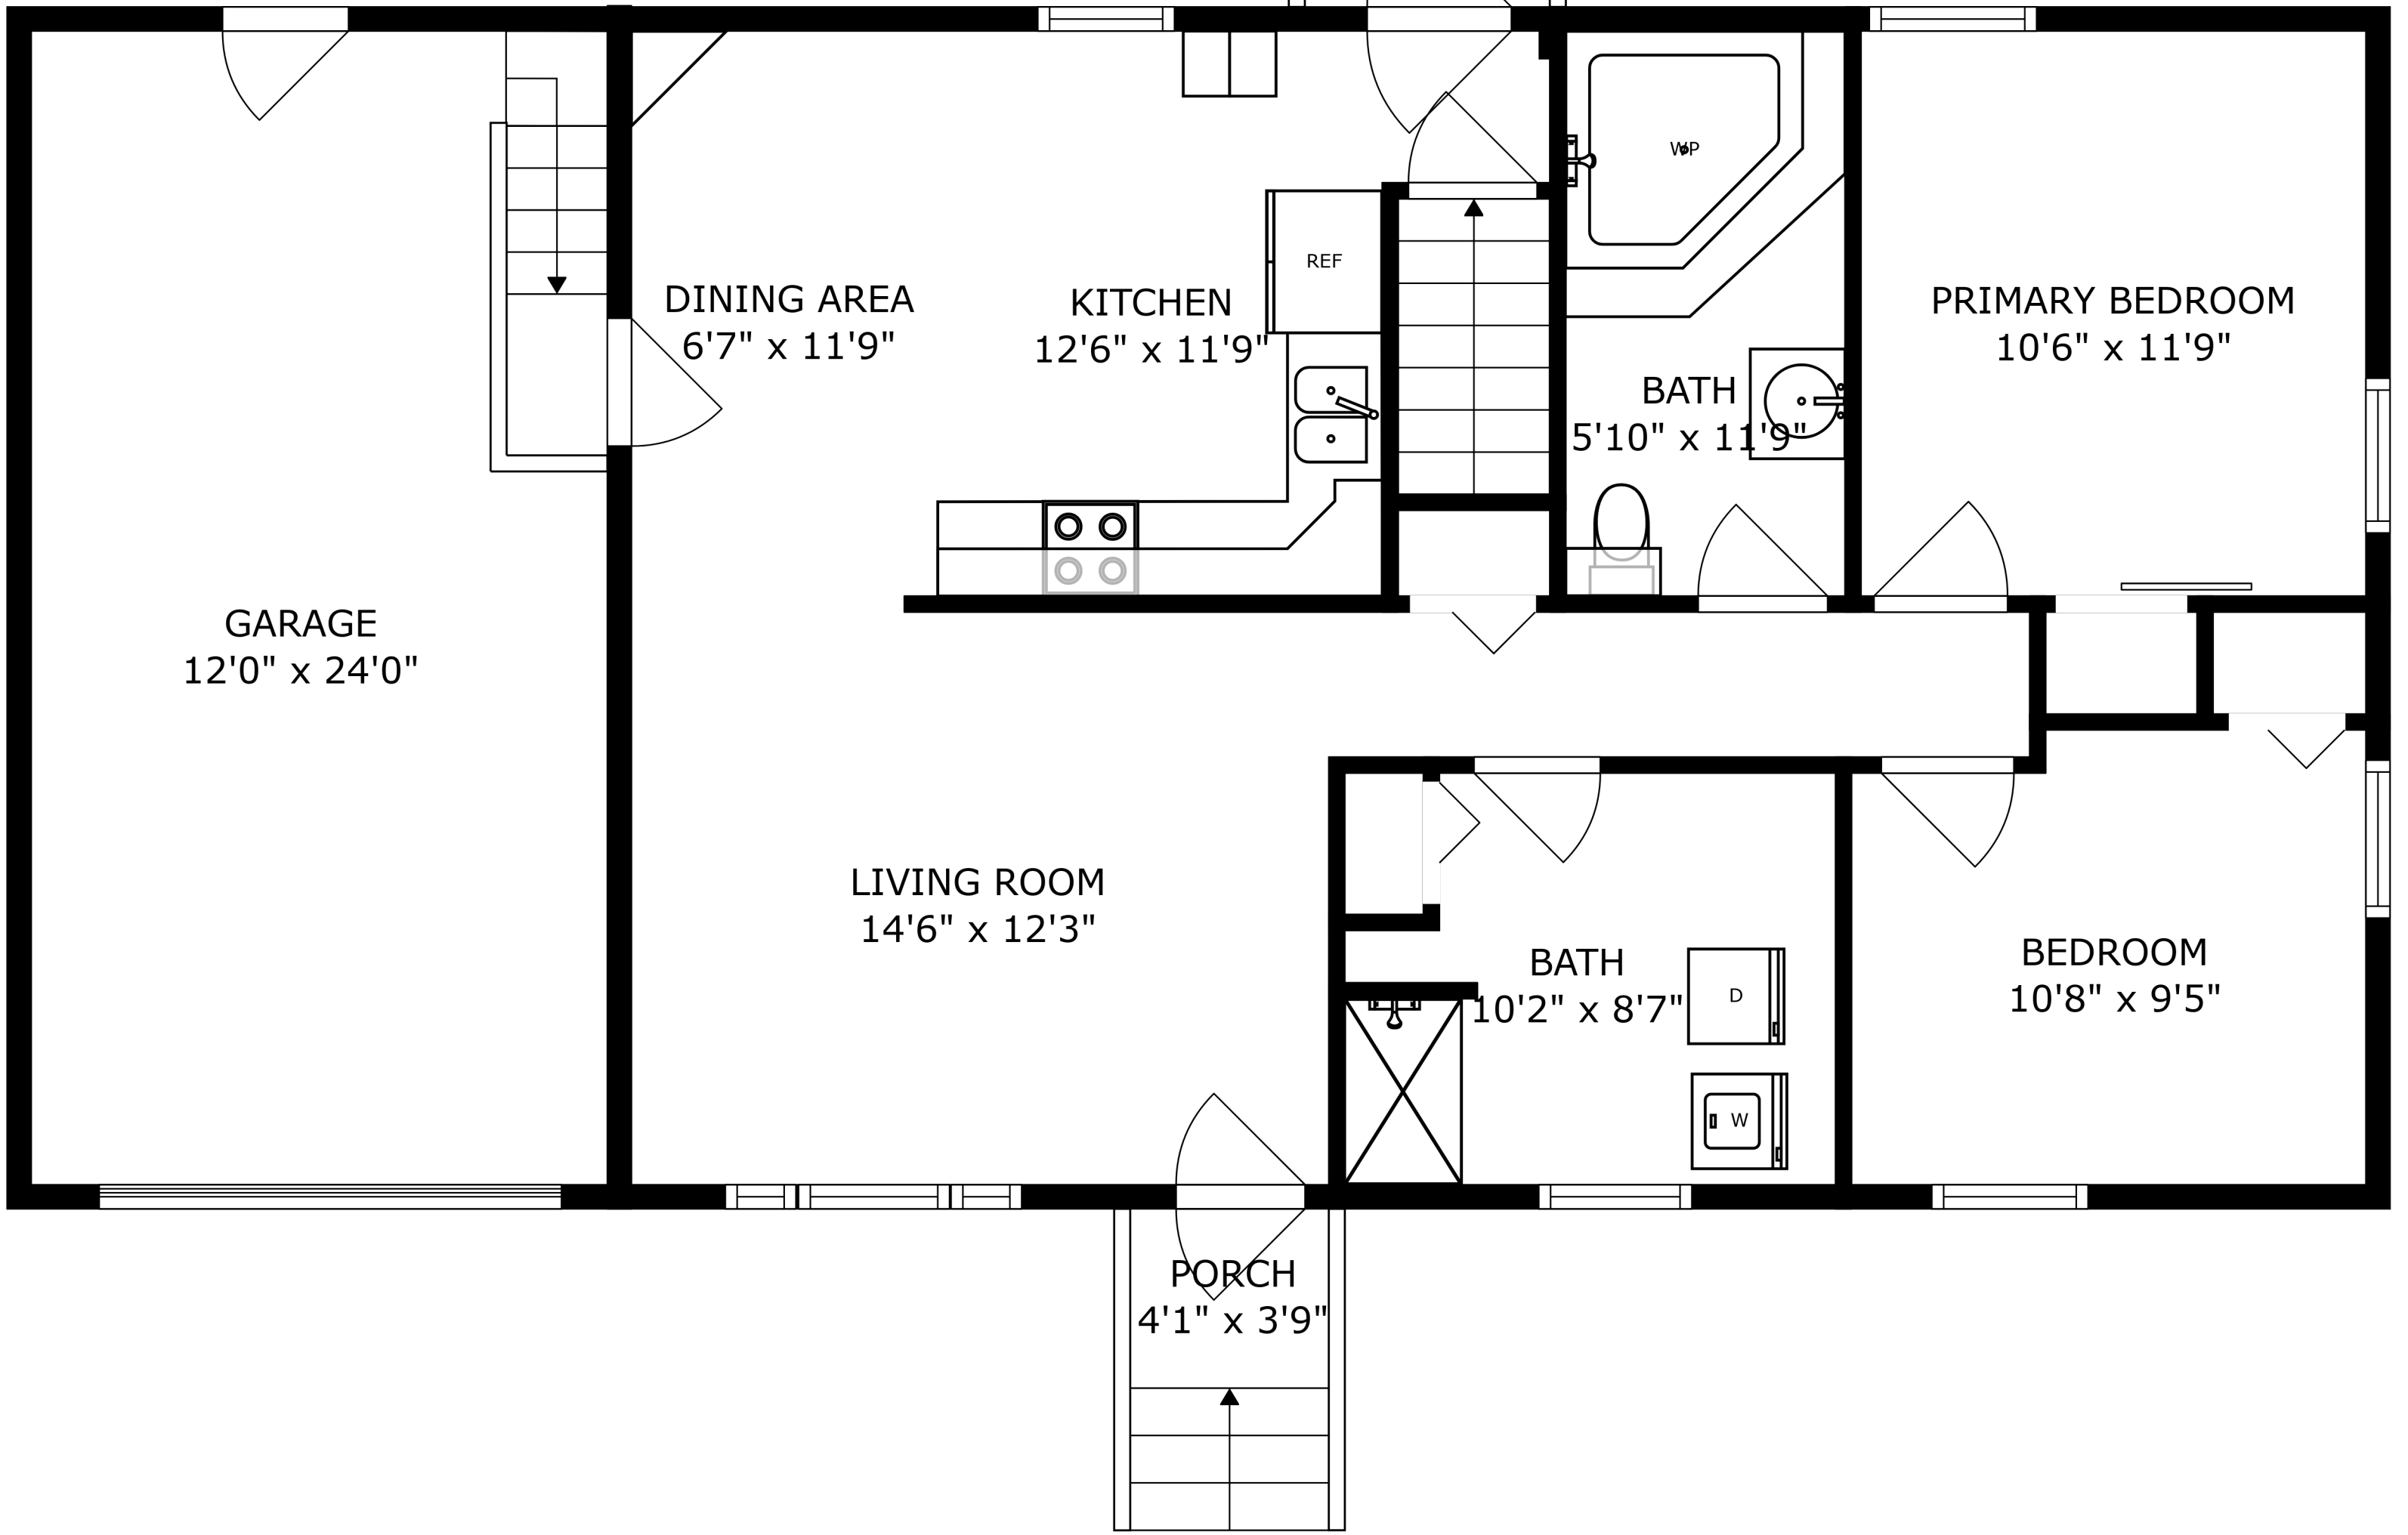 WP
REF
DINING AREA
6'7" x 11'9"
KITCHEN
12'6" x 11'9"
PRIMARY BEDROOM
10'6" x 11'9"
BATH
5'10" x 11'9"
GARAGE
12'0" x 24'0"
LIVING ROOM
14'6" x 12'3"
BATH
10'2" x 8'7"
D
W
BEDROOM
10'8" x 9'5"
PORCH
4'1" x 3'9"